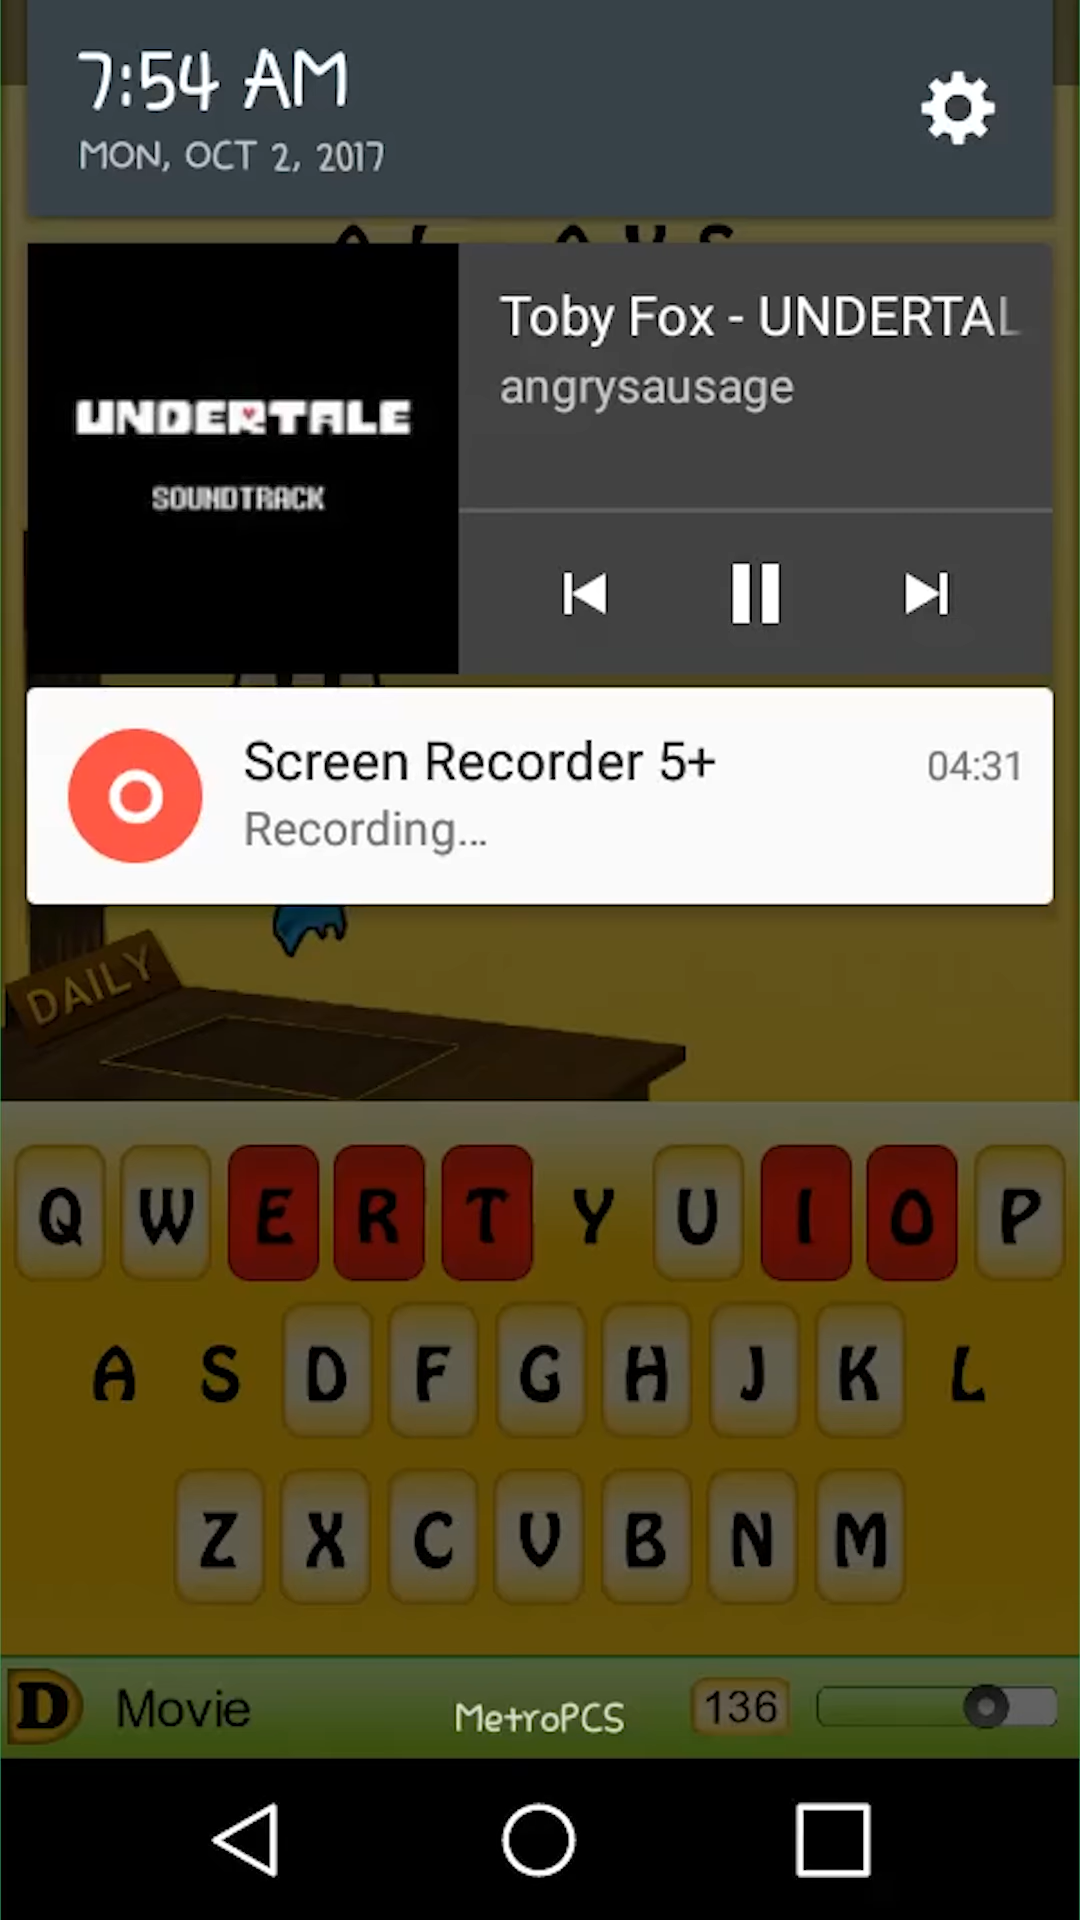 7:54 AM
MON, OCT 2, 2017
Toby Fox - UNDERTAL
angrysausage
UNDERTALE
SOUNDTRACK
Screen Recorder 5+
04:31
Recording...
DAILY
Q W E R T Y U I O P
A S D F G H J K L
Z X C V B N M
D Movie MetroPCS 136